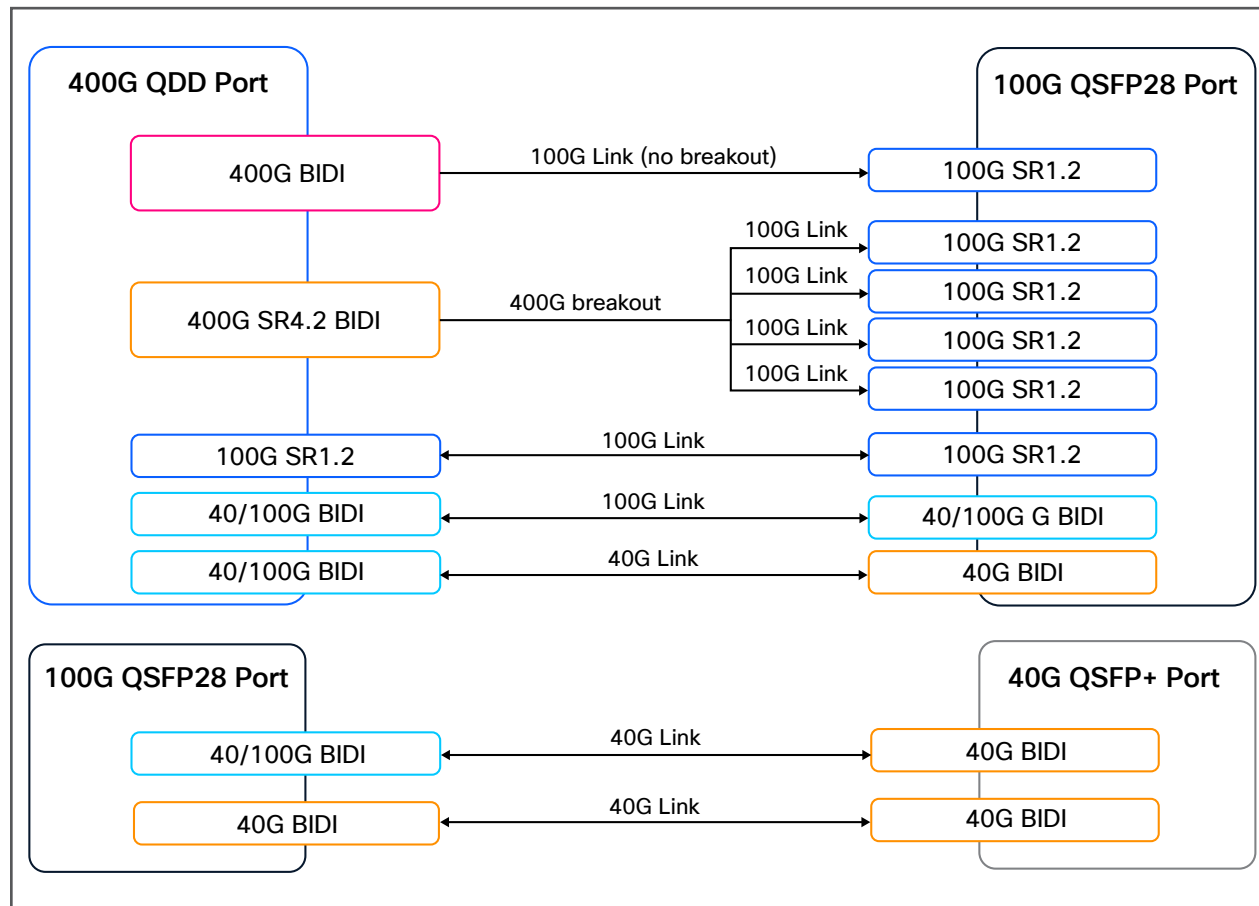 400G QDD Port
100G QSFP28 Port
400G BIDI
100G Link (no breakout)
100G SR1.2
400G SR4.2 BIDI
400G breakout
100G Link
100G SR1.2
100G Link
100G SR1.2
100G Link
100G SR1.2
100G Link
100G SR1.2
100G SR1.2
100G Link
100G SR1.2
40/100G BIDI
100G Link
40/100G G BIDI
40/100G BIDI
40G Link
40G BIDI
100G QSFP28 Port
40G QSFP+ Port
40/100G BIDI
40G Link
40G BIDI
40G BIDI
40G Link
40G BIDI